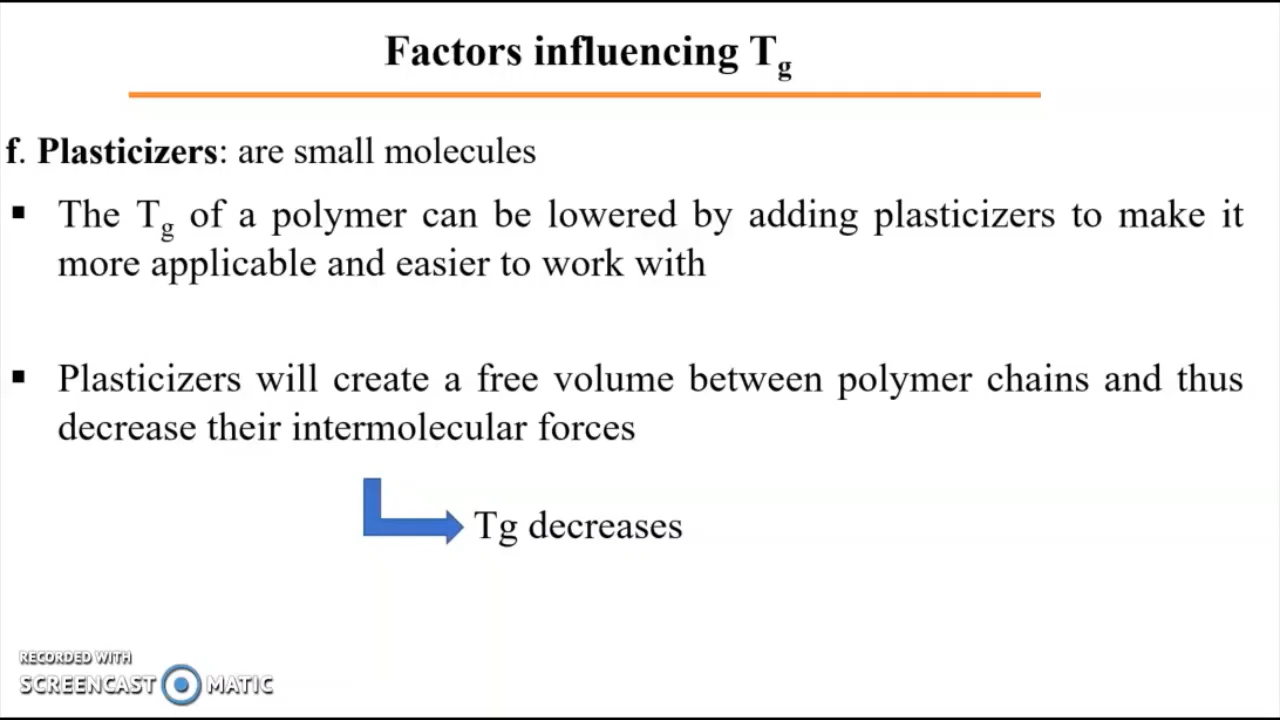 Factors influencing Tg
f. Plasticizers: are small molecules
▪ The Tg of a polymer can be lowered by adding plasticizers to make it
more applicable and easier to work with
▪ Plasticizers will create a free volume between polymer chains and thus
decrease their intermolecular forces
Tg decreases
RECORDED WITH
SCREENCAST MATIC